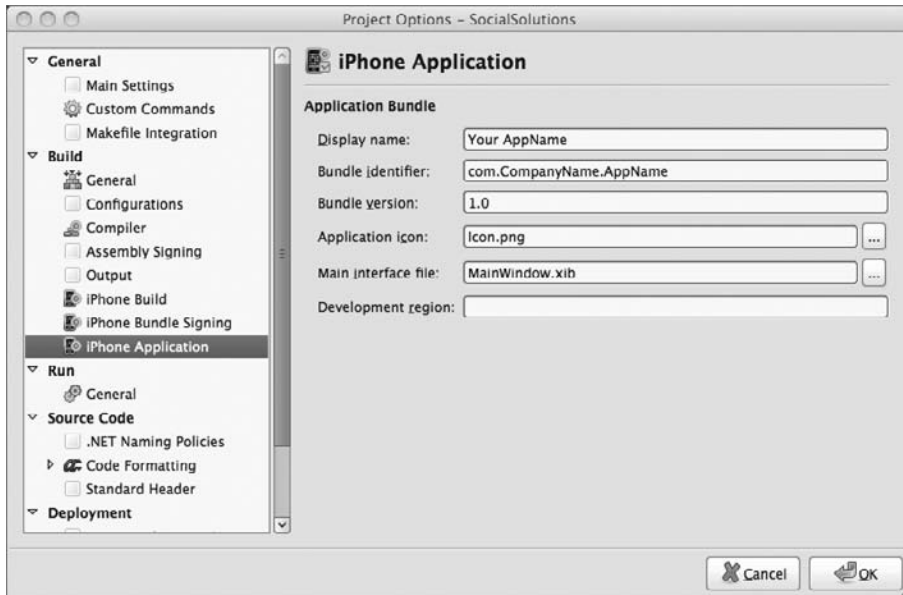 Project Options – SocialSolutions
General
Main Settings
Custom Commands
Makefile Integration
Build
General
Configurations
Compiler
Assembly Signing
Output
iPhone Build
iPhone Bundle Signing
iPhone Application
Run
General
Source Code
.NET Naming Policies
Code Formatting
Standard Header
Deployment
iPhone Application
Application Bundle
Display name: Your AppName
Bundle identifier: com.CompanyName.AppName
Bundle version: 1.0
Application icon: Icon.png ...
Main interface file: MainWindow.xib ...
Development region:
Cancel OK